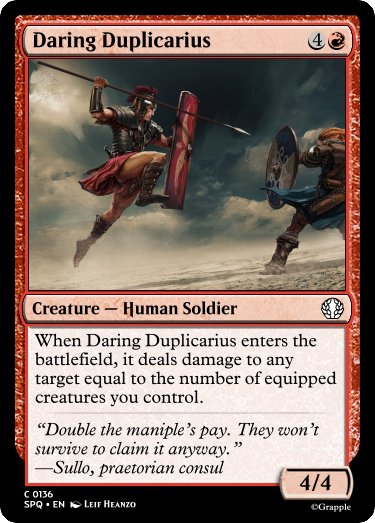 Daring Duplicarius 4
Creature — Human Soldier
When Daring Duplicarius enters the
battlefield, it deals damage to any
target equal to the number of equipped
creatures you control.
“Double the maniple's pay. They won't
survive to claim it anyway.”
—Sullo, praetorian consul
4/4
C 0136
SPQ • EN Leif Heanzo
©Grapple